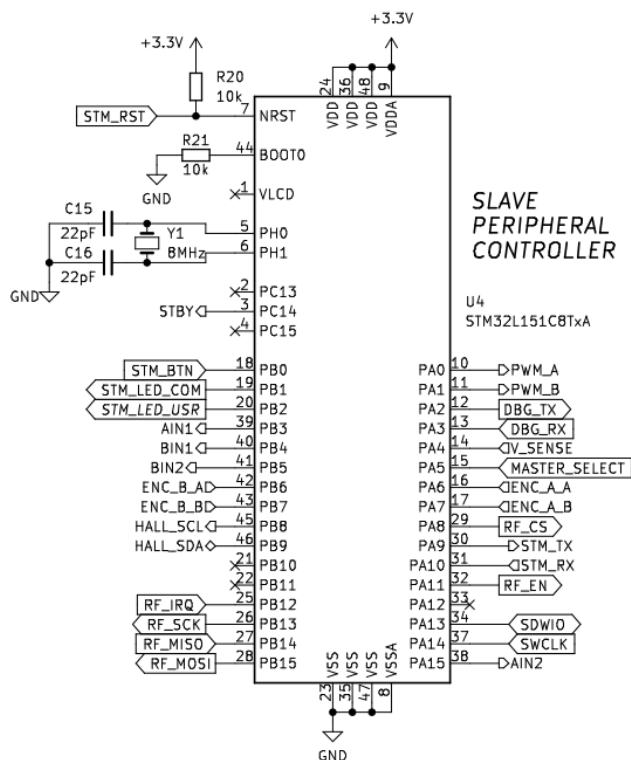 +3.3V
+3.3V
R20
10k
24
36
48
9
VDD
VDD
VDD
VDDA
STM_RST
7
NRST
R21
10k
44
BOOT0
GND
1
VLCD
C15
22pF
C16
22pF
Y1
8MHz
5
PH0
6
PH1
GND
SLAVE
PERIPHERAL
CONTROLLER
2
PC13
STBY
3
PC14
4
PC15
U4
STM32L151C8TxA
STM_BTN 18 PB0 PA0 10 PWM_A
STM_LED_COM 19 PB1 PA1 11 PWM_B
STM_LED_USR 20 PB2 PA2 12 DBG_TX
AIN1 39 PB3 PA3 13 DBG_RX
BIN1 40 PB4 PA4 14 V_SENSE
BIN2 41 PB5 PA5 15 MASTER_SELECT
ENC_B_A 42 PB6 PA6 16 ENC_A_A
ENC_B_B 43 PB7 PA7 17 ENC_A_B
HALL_SCL 45 PB8 PA8 29 RF_CS
HALL_SDA 46 PB9 PA9 30 STM_TX
21 PB10 PA10 31 STM_RX
22 PB11 PA11 32 RF_EN
RF_IRQ 25 PB12 PA12 33
RF_SCK 26 PB13 PA13 34 SDWIO
RF_MISO 27 PB14 PA14 37 SWCLK
RF_MOSI 28 PB15 PA15 38 AIN2
VSS
VSS
VSS
VSSA
23
35
47
8
GND